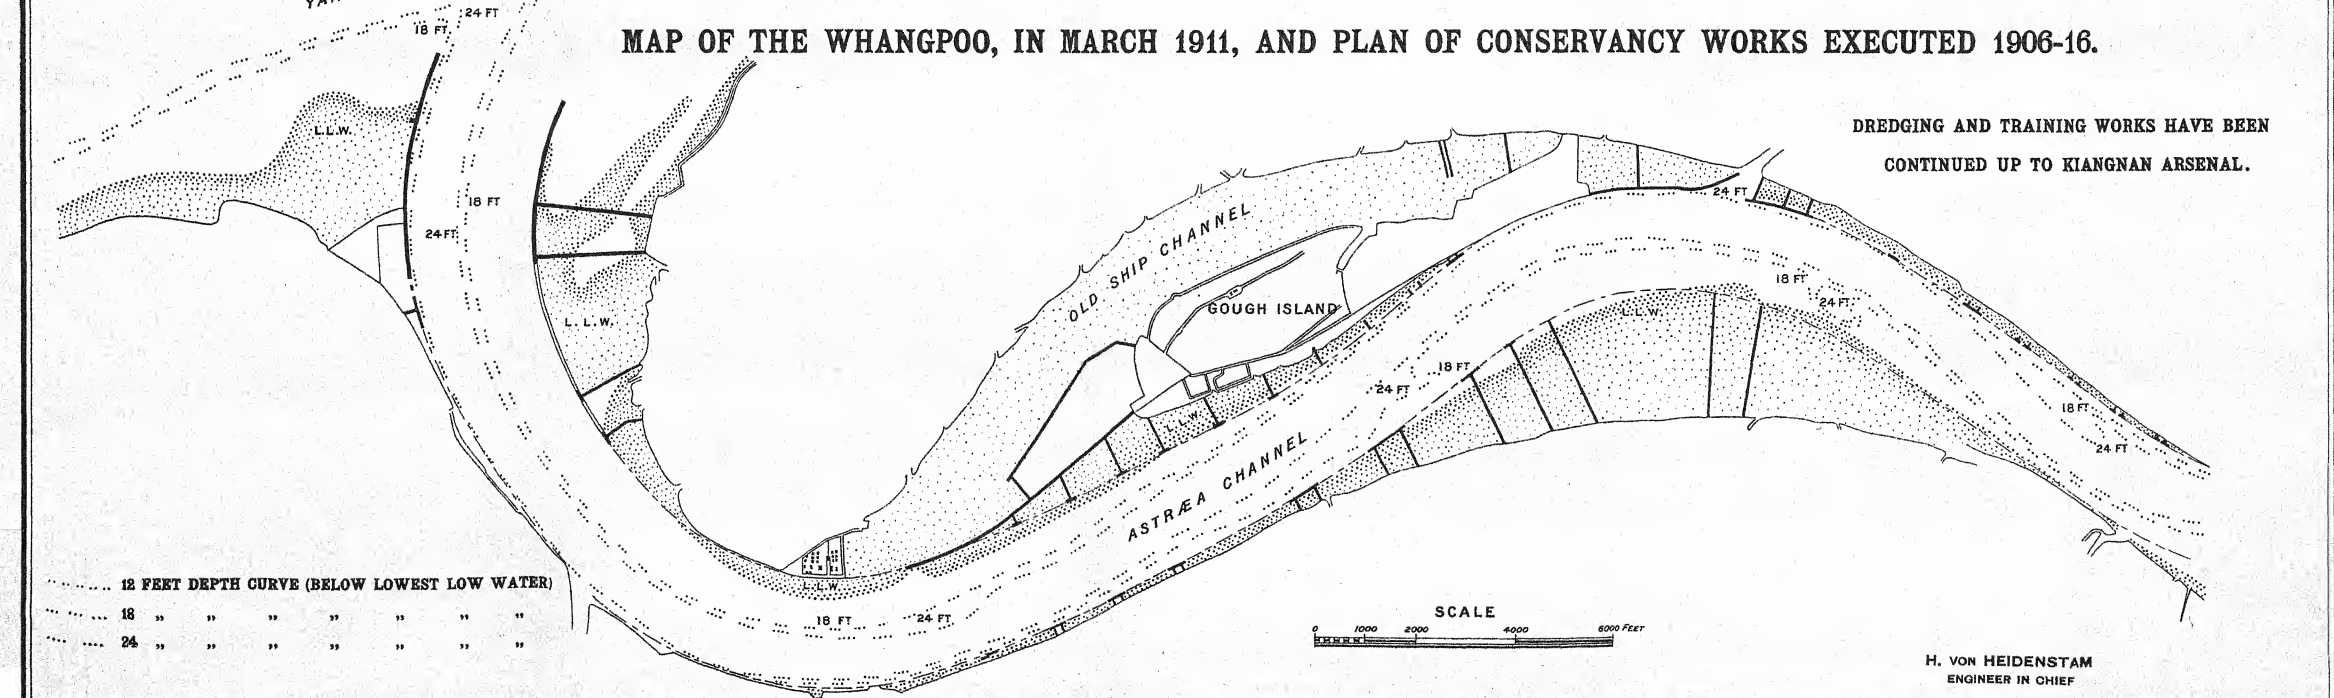 MAP OF THE WHANGPOO, IN MARCH 1911, AND PLAN OF CONSERVANCY WORKS EXECUTED 1906-16.
24 FT
18 FT.
DREDGING AND TRAINING WORKS HAVE BEEN
CONTINUED UP TO KIANGNAN ARSENAL.
L.L.W.
18 FT
24 FT
24 FT
OLD SHIP CHANNEL
GOUGH ISLAND
18 FT
24 FT.
L.L.W.
L.L.W.
18 FT
24 FT
18 FT
L.L.W.
24 FT
ASTRÆA CHANNEL
L.L.W.
18 FT
24 FT
12 FEET DEPTH CURVE (BELOW LOWEST LOW WATER)
18 „ „ „ „ „ „ „
24 „ „ „ „ „ „ „
SCALE
0 1000 2000 4000 6000 FEET
H. VON HEIDENSTAM
ENGINEER IN CHIEF